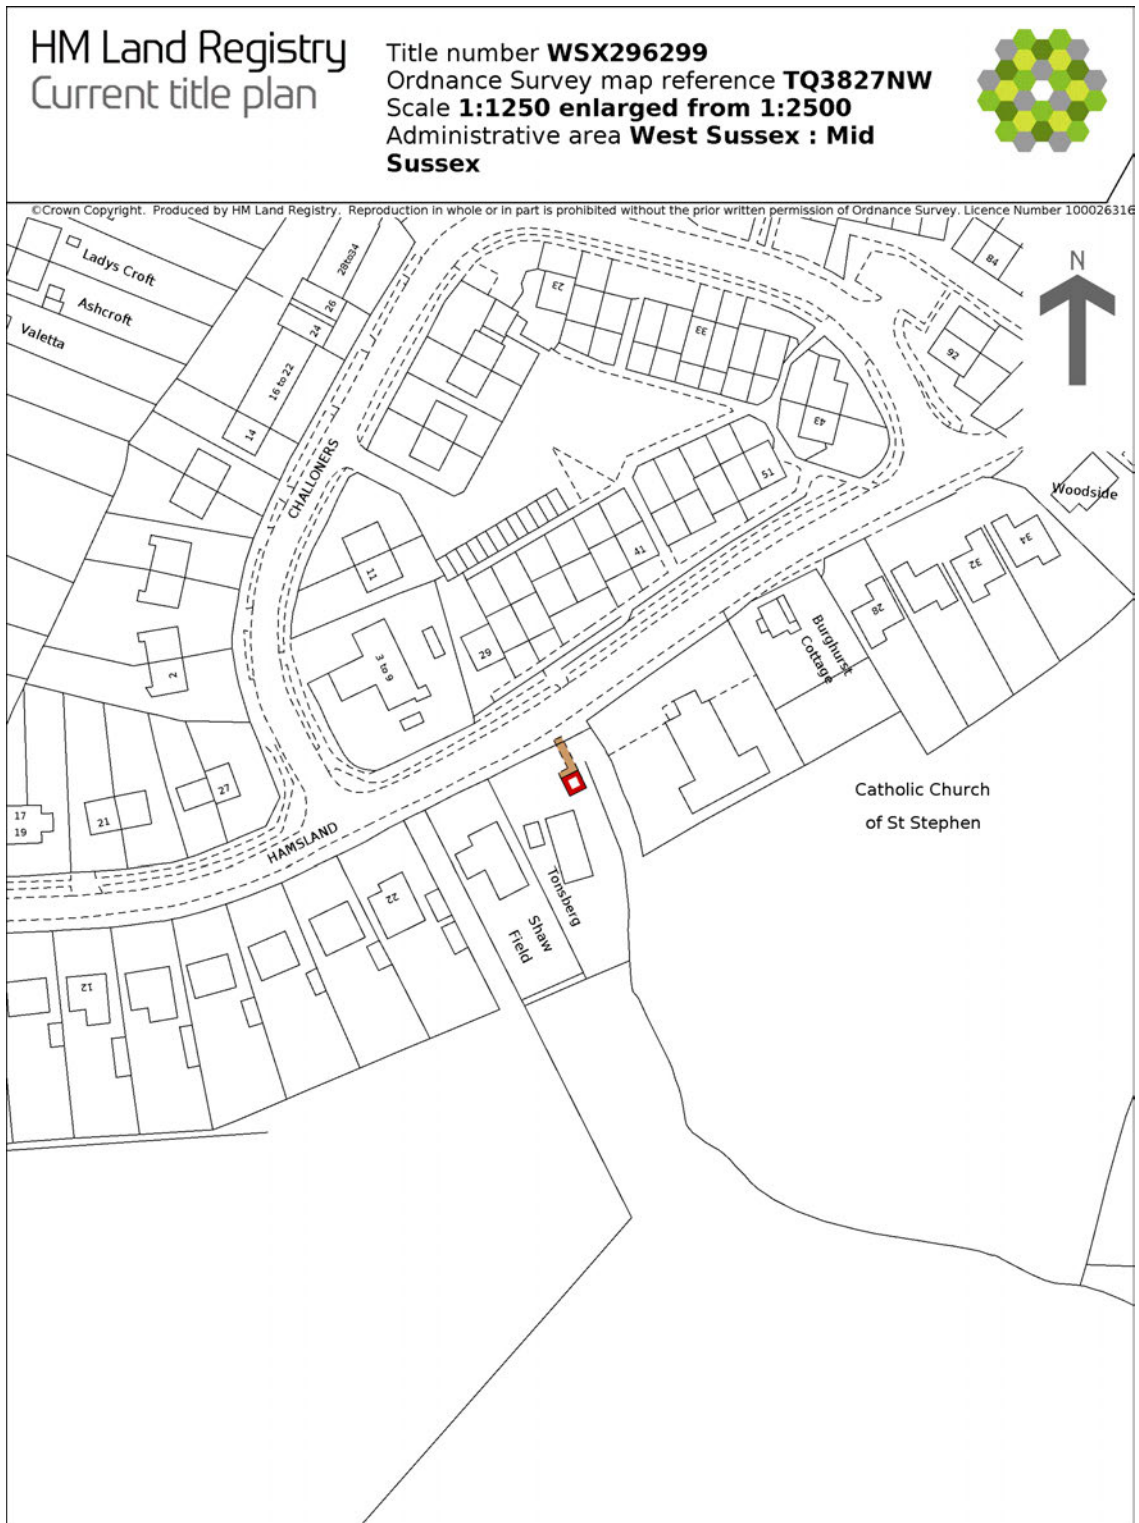 HM Land Registry
Current title plan
Title number WSX296299
Ordnance Survey map reference TQ3827NW
Scale 1:1250 enlarged from 1:2500
Administrative area West Sussex : Mid
Sussex
©Crown Copyright. Produced by HM Land Registry. Reproduction in whole or in part is prohibited without the prior written permission of Ordnance Survey. Licence Number 100026316
N
Ladys Croft
Ashcroft
Valetta
28to34
26
24
16 to 22
14
CHALLONERS
23
33
43
84
92
51
41
29
11
3 to 9
2
Woodside
34
32
28
Burghurst
Cottage
27
21
17
19
HAMSLAND
Catholic Church
of St Stephen
Tonsberg
Shaw
Field
22
12